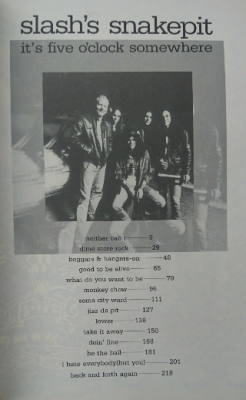 slash's snakepit
it's five o'clock somewhere
neither can i 5
dime store rock 29
beggars & hangers-on 40
good to be alive 65
what do you want to be 79
monkey chow 96
soma city ward 111
jizz da pit 127
lower 138
take it away 150
doin' fine 168
be the ball 181
i hate everybody(but you) 201
back and forth again 218